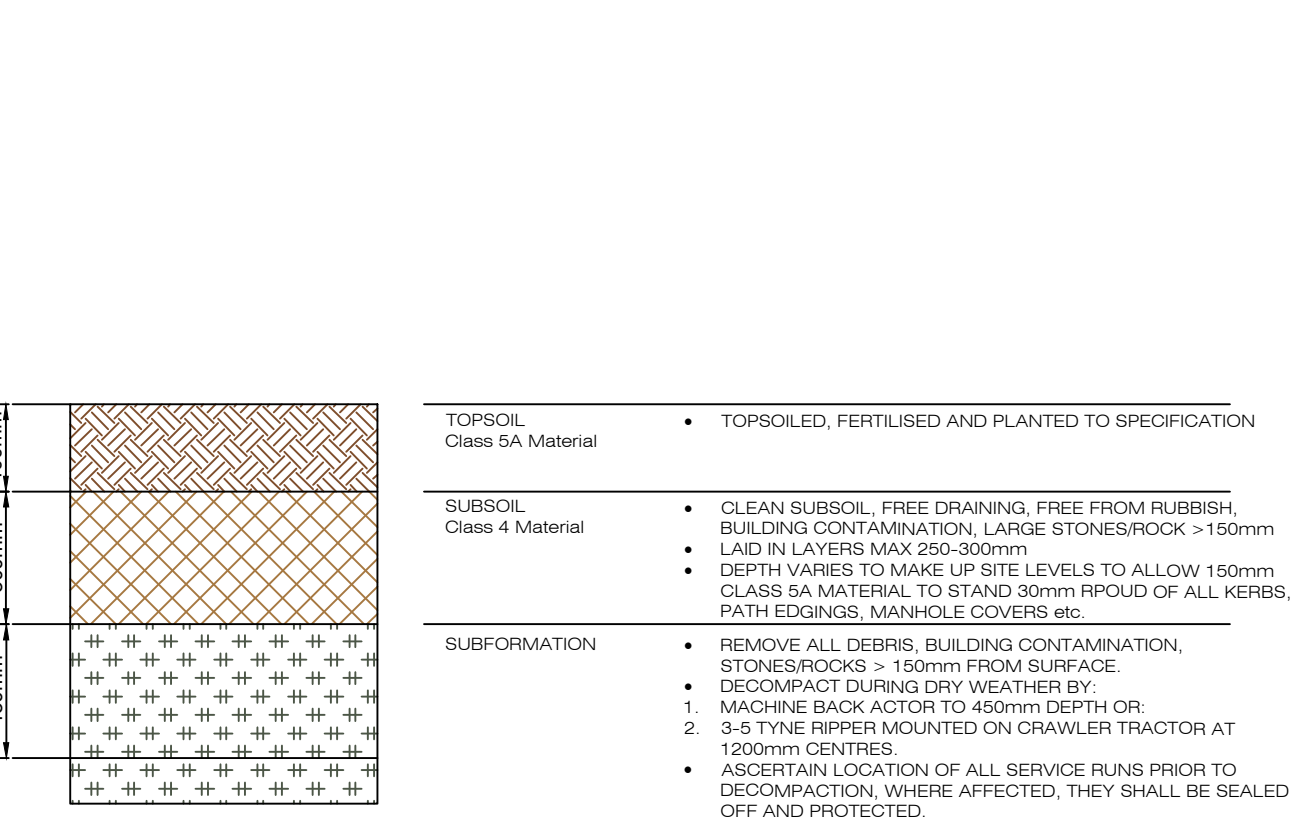 TOPSOIL
Class 5A Material
• TOPSOILED, FERTILISED AND PLANTED TO SPECIFICATION
SUBSOIL
Class 4 Material
• CLEAN SUBSOIL, FREE DRAINING, FREE FROM RUBBISH,
BUILDING CONTAMINATION, LARGE STONES/ROCK >150mm
• LAID IN LAYERS MAX 250-300mm
• DEPTH VARIES TO MAKE UP SITE LEVELS TO ALLOW 150mm
CLASS 5A MATERIAL TO STAND 30mm RPOUD OF ALL KERBS,
PATH EDGINGS, MANHOLE COVERS etc.
SUBFORMATION
• REMOVE ALL DEBRIS, BUILDING CONTAMINATION,
STONES/ROCKS > 150mm FROM SURFACE.
• DECOMPACT DURING DRY WEATHER BY:
1. MACHINE BACK ACTOR TO 450mm DEPTH OR:
2. 3-5 TYNE RIPPER MOUNTED ON CRAWLER TRACTOR AT
1200mm CENTRES.
• ASCERTAIN LOCATION OF ALL SERVICE RUNS PRIOR TO
DECOMPACTION, WHERE AFFECTED, THEY SHALL BE SEALED
OFF AND PROTECTED.